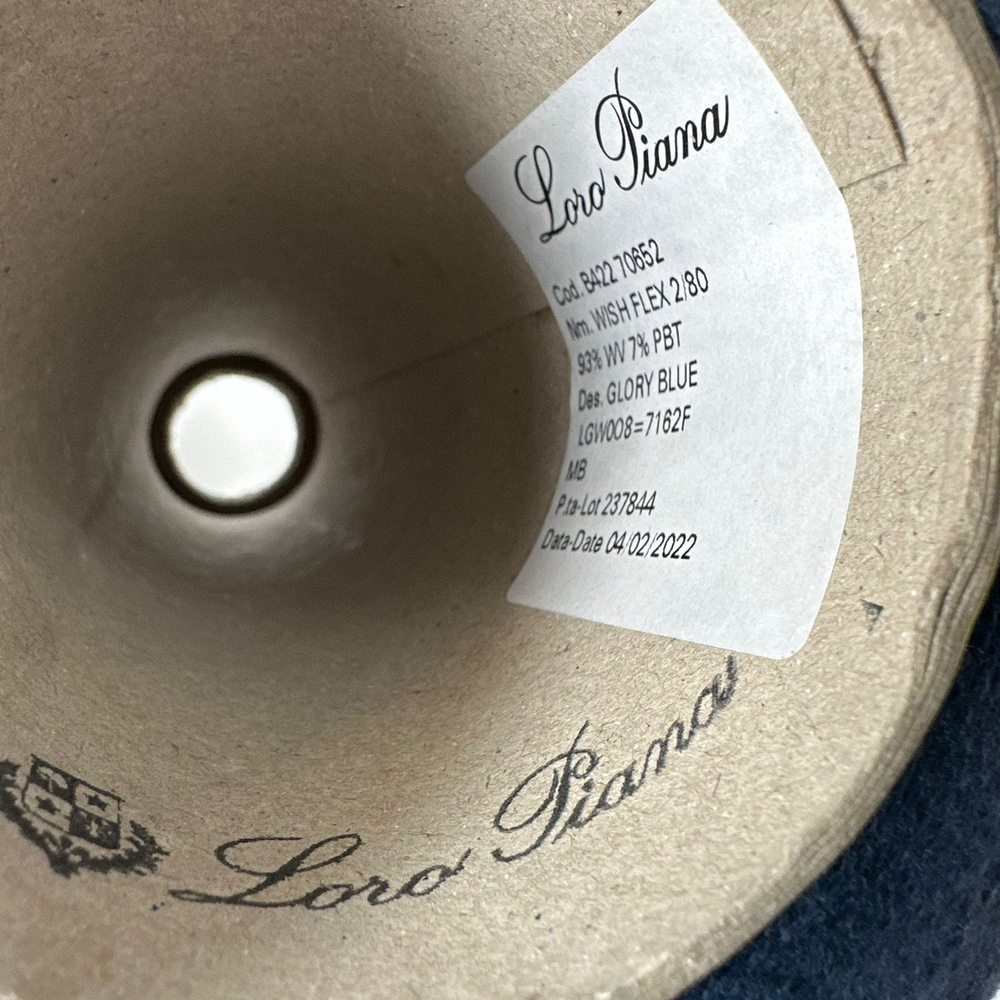 Loro Piana
Cod. B422 70652
Nm. WISH FLEX 2/80
93% WV 7% PBT
Des. GLORY BLUE
LGW008=7162F
MB
P.ta-Lot 237844
Data-Date 04/02/2022
Loro Piana